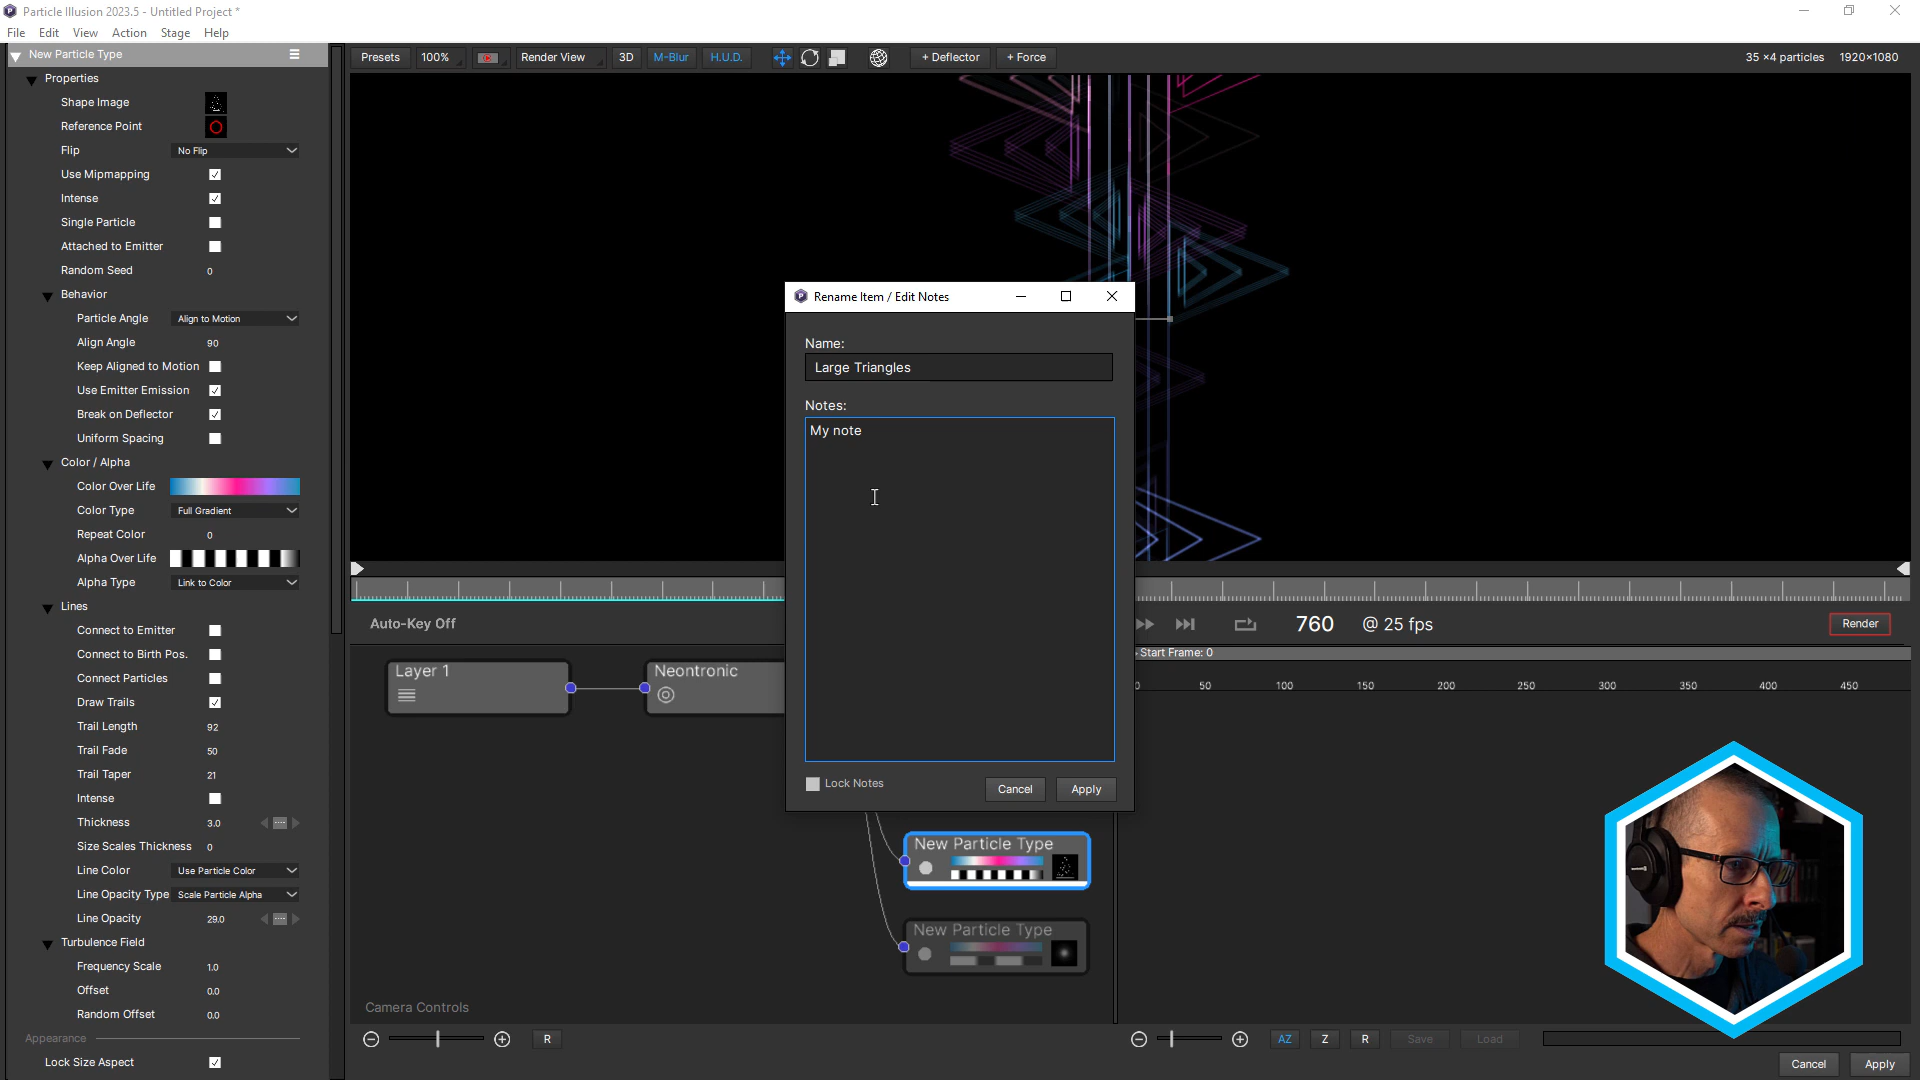 Particle Illusion 2023.5 - Untitled Project *
File Edit View Action Stage Help
New Particle Type
Properties
Shape Image
Reference Point
Flip No Flip
Use Mipmapping
Intense
Single Particle
Attached to Emitter
Random Seed 0
Behavior
Particle Angle Align to Motion
Align Angle 90
Keep Aligned to Motion
Use Emitter Emission
Break on Deflector
Uniform Spacing
Color / Alpha
Color Over Life
Color Type Full Gradient
Repeat Color 0
Alpha Over Life
Alpha Type Link to Color
Lines
Connect to Emitter
Connect to Birth Pos.
Connect Particles
Draw Trails
Trail Length 92
Trail Fade 50
Trail Taper 21
Intense
Thickness 3.0
Size Scales Thickness 0
Line Color Use Particle Color
Line Opacity Type Scale Particle Alpha
Line Opacity 29.0
Turbulence Field
Frequency Scale 1.0
Offset 0.0
Random Offset 0.0
Appearance
Lock Size Aspect
Presets 100% Render View 3D M-Blur H.U.D. + Deflector + Force 35 ×4 particles 1920×1080
Rename Item / Edit Notes
Name:
Large Triangles
Notes:
My note
Lock Notes Cancel Apply
Auto-Key Off 760 @ 25 fps Render
Start Frame: 0
0 50 100 150 200 250 300 350 400 450
Layer 1 Neontronic
New Particle Type
New Particle Type
Camera Controls
R AZ Z R Save Load
Cancel Apply